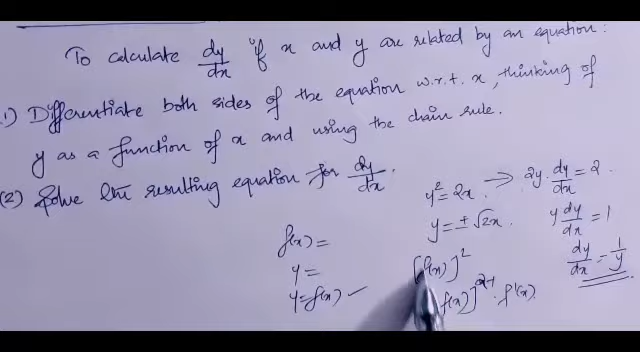 To calculate dy/dx if x and y are related by an equation:
1) Differentiate both sides of the equation w.r.t. x, thinking of
y as a function of x and using the chain rule.
(2) Solve the resulting equation for dy/dx.
y² = 2x. → 2y · dy/dx = 2
y = ± √2x. y dy/dx = 1
dy/dx = 1/y
f(x) =
y =
y = f(x)
[f(x)]²
f(x)]²⁻¹ · f'(x)